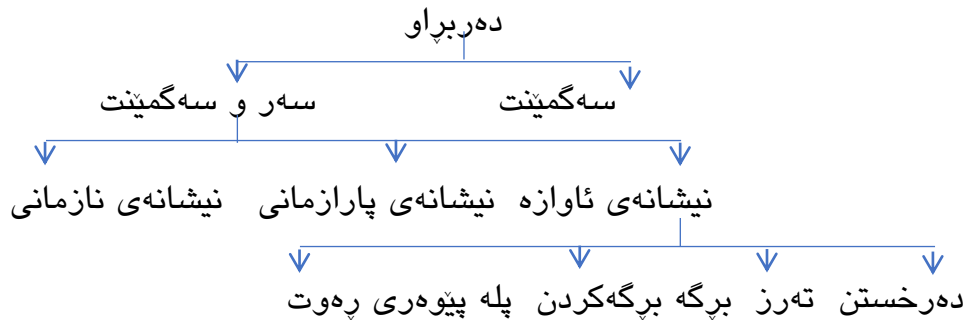 دەربڕاو
سەگمێنت سەر و سەگمێنت
نیشانەی ئاوازە نیشانەی پارازمانی نیشانەی نازمانی
دەرخستن تەرز بڕگە بڕگەکردن پلە پێوەری ڕەوت